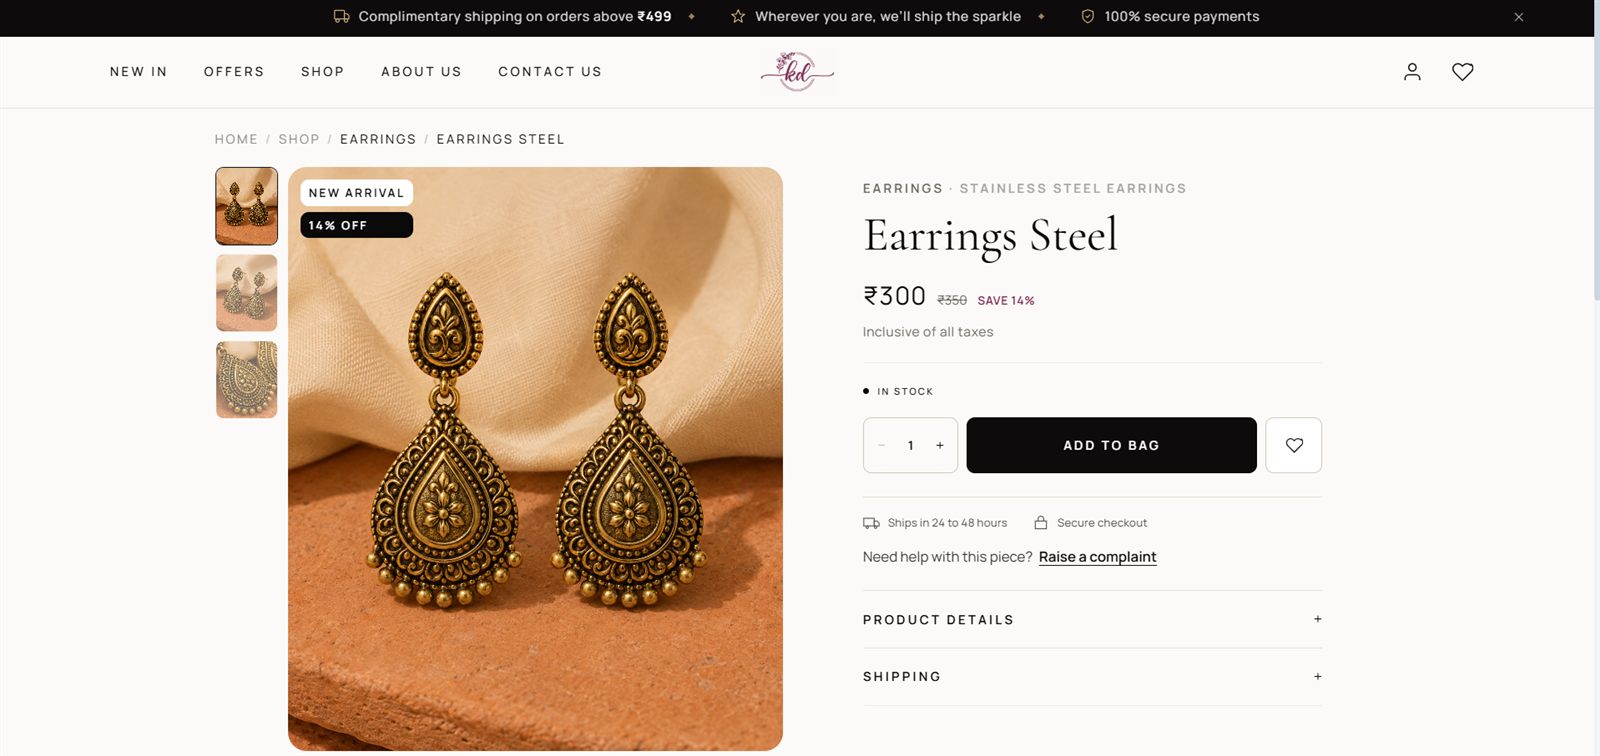 Complimentary shipping on orders above ₹499 ✦ Wherever you are, we'll ship the sparkle ✦ 100% secure payments
NEW IN OFFERS SHOP ABOUT US CONTACT US
kd
HOME / SHOP / EARRINGS / EARRINGS STEEL
NEW ARRIVAL
14% OFF
EARRINGS · STAINLESS STEEL EARRINGS
Earrings Steel
₹300 ₹350 SAVE 14%
Inclusive of all taxes
IN STOCK
− 1 + ADD TO BAG
Ships in 24 to 48 hours Secure checkout
Need help with this piece? Raise a complaint
PRODUCT DETAILS +
SHIPPING +